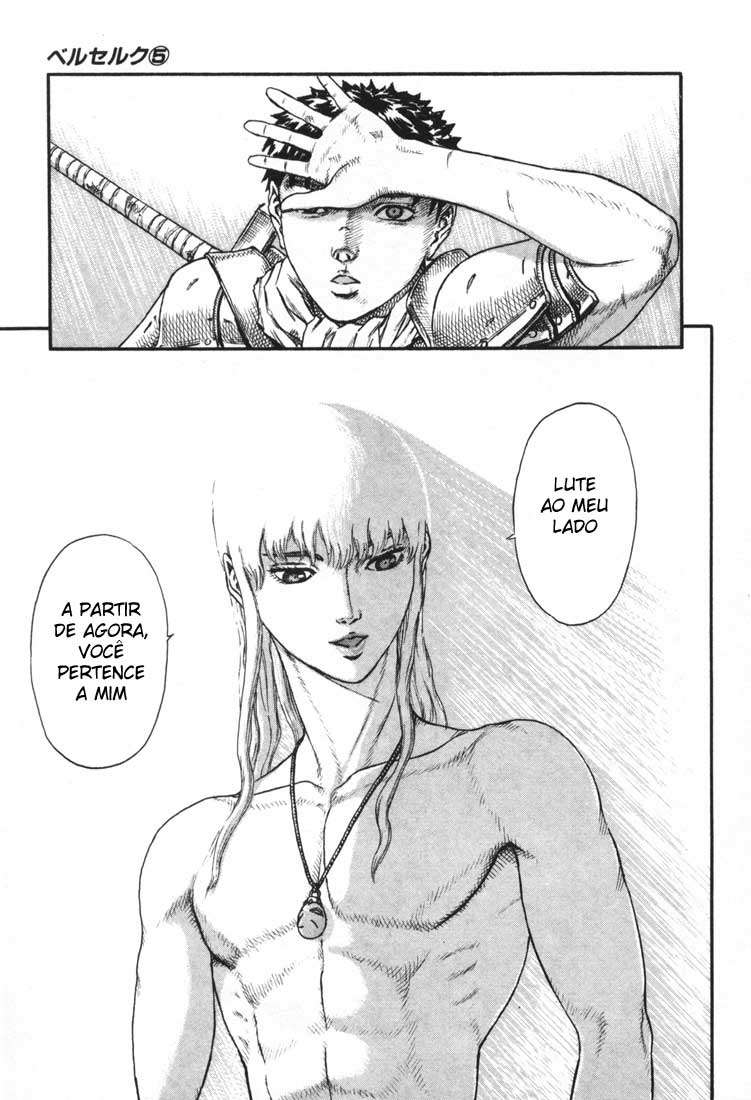 ベルセルク⑤
LUTE
AO MEU
LADO
A PARTIR
DE AGORA,
VOCÊ
PERTENCE
A MIM